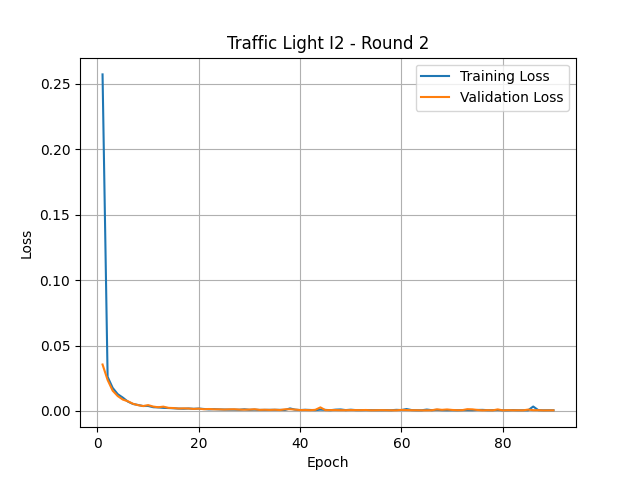 Traffic Light I2 - Round 2
Training Loss
Validation Loss
Loss
0.25
0.20
0.15
0.10
0.05
0.00
0 20 40 60 80
Epoch